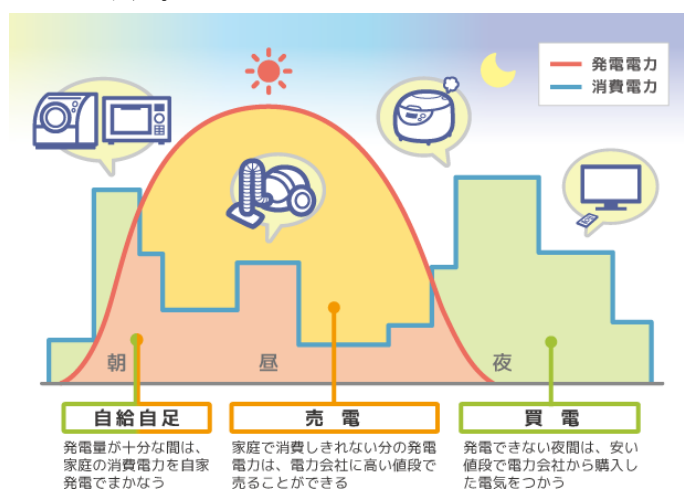 発電電力
消費電力
朝
昼
夜
自給自足
発電量が十分な間は、
家庭の消費電力を自家
発電でまかなう
売 電
家庭で消費しきれない分の発電
電力は、電力会社に高い値段で
売ることができる
買 電
発電できない夜間は、安い
値段で電力会社から購入し
た電気をつかう